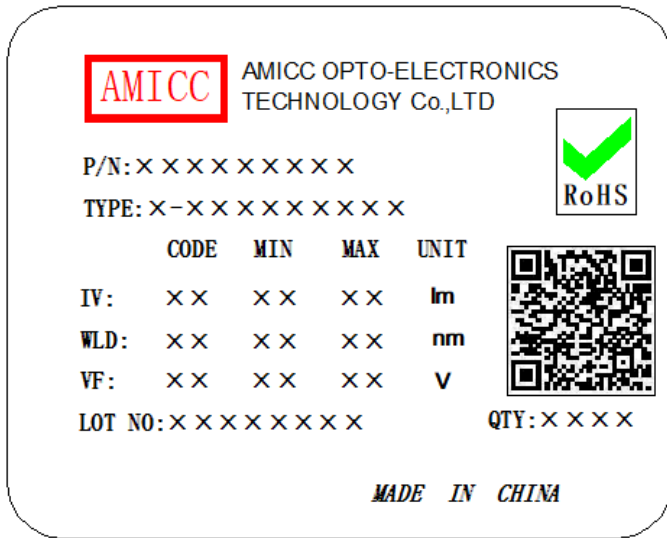 AMICC
AMICC OPTO-ELECTRONICS
TECHNOLOGY Co.,LTD
RoHS
P/N:×××××××××
TYPE:×-×××××××××
CODE MIN MAX UNIT
IV: ×× ×× ×× lm
WLD: ×× ×× ×× nm
VF: ×× ×× ×× V
LOT NO:×××××××× QTY:××××
MADE IN CHINA